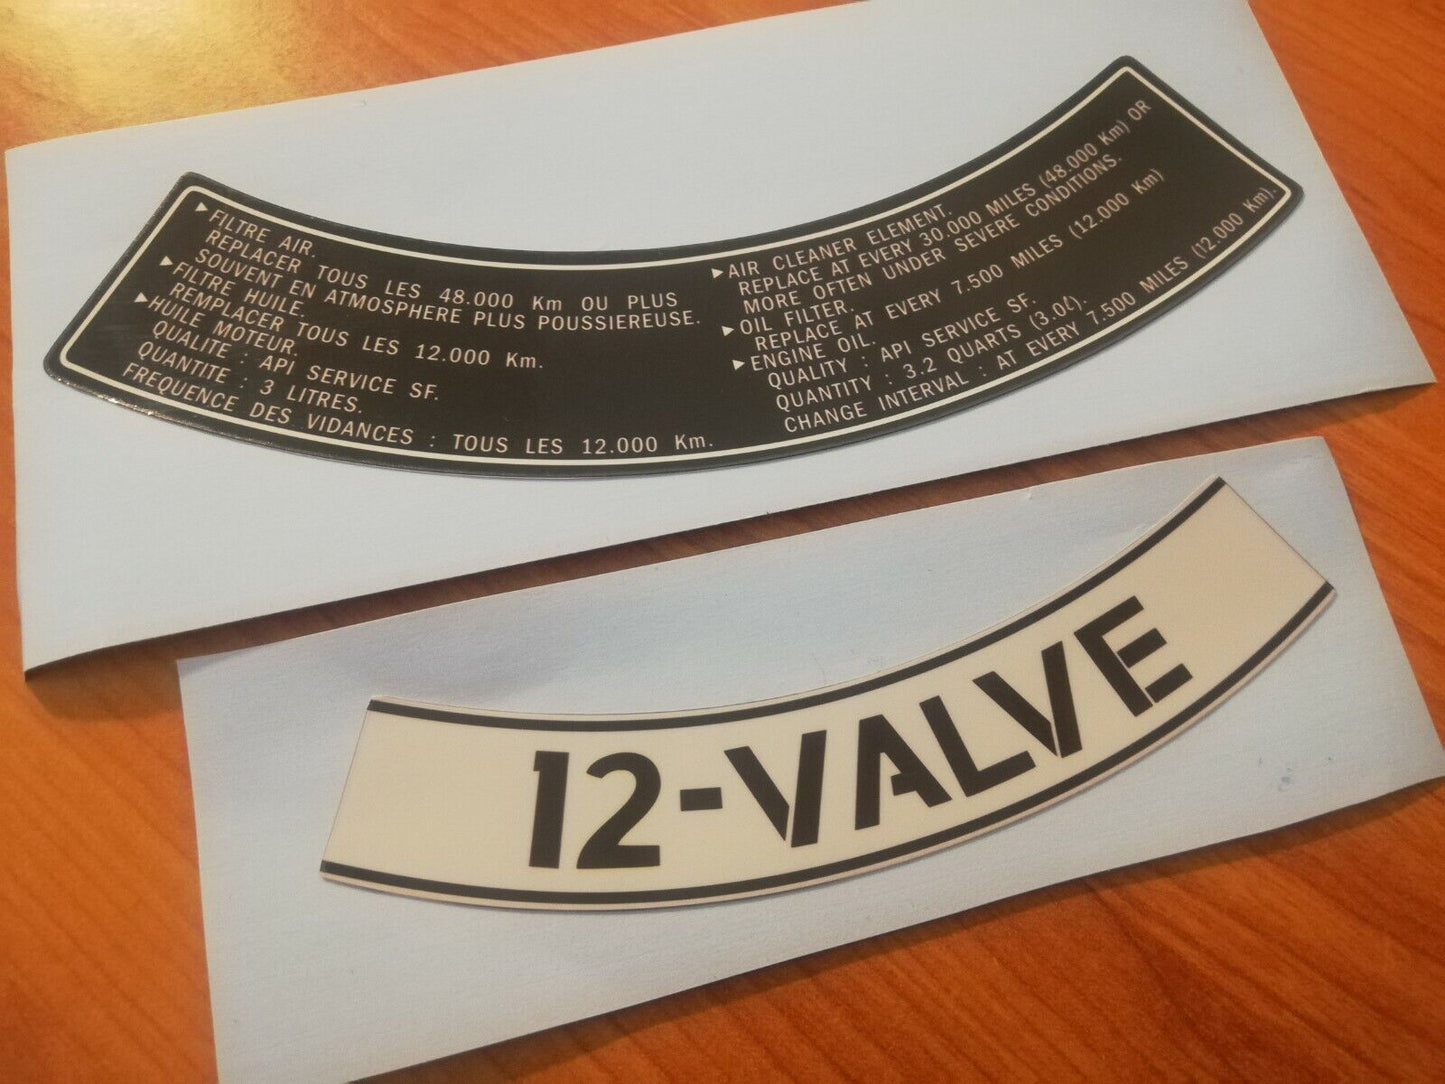 ▶FILTRE AIR.
REPLACER TOUS LES 48.000 Km OU PLUS
SOUVENT EN ATMOSPHERE PLUS POUSSIEREUSE.
▶FILTRE HUILE.
REMPLACER TOUS LES 12.000 Km.
▶HUILE MOTEUR.
QUALITE : API SERVICE SF.
QUANTITE : 3 LITRES.
FREQUENCE DES VIDANCES : TOUS LES 12.000 Km.
▶AIR CLEANER ELEMENT.
REPLACE AT EVERY 30.000 MILES (48.000 Km) OR
MORE OFTEN UNDER SEVERE CONDITIONS.
▶OIL FILTER.
REPLACE AT EVERY 7.500 MILES (12.000 Km)
▶ENGINE OIL.
QUALITY : API SERVICE SF.
QUANTITY : 3.2 QUARTS (3.0ℓ).
CHANGE INTERVAL : AT EVERY 7.500 MILES (12.000 Km).
12-VALVE